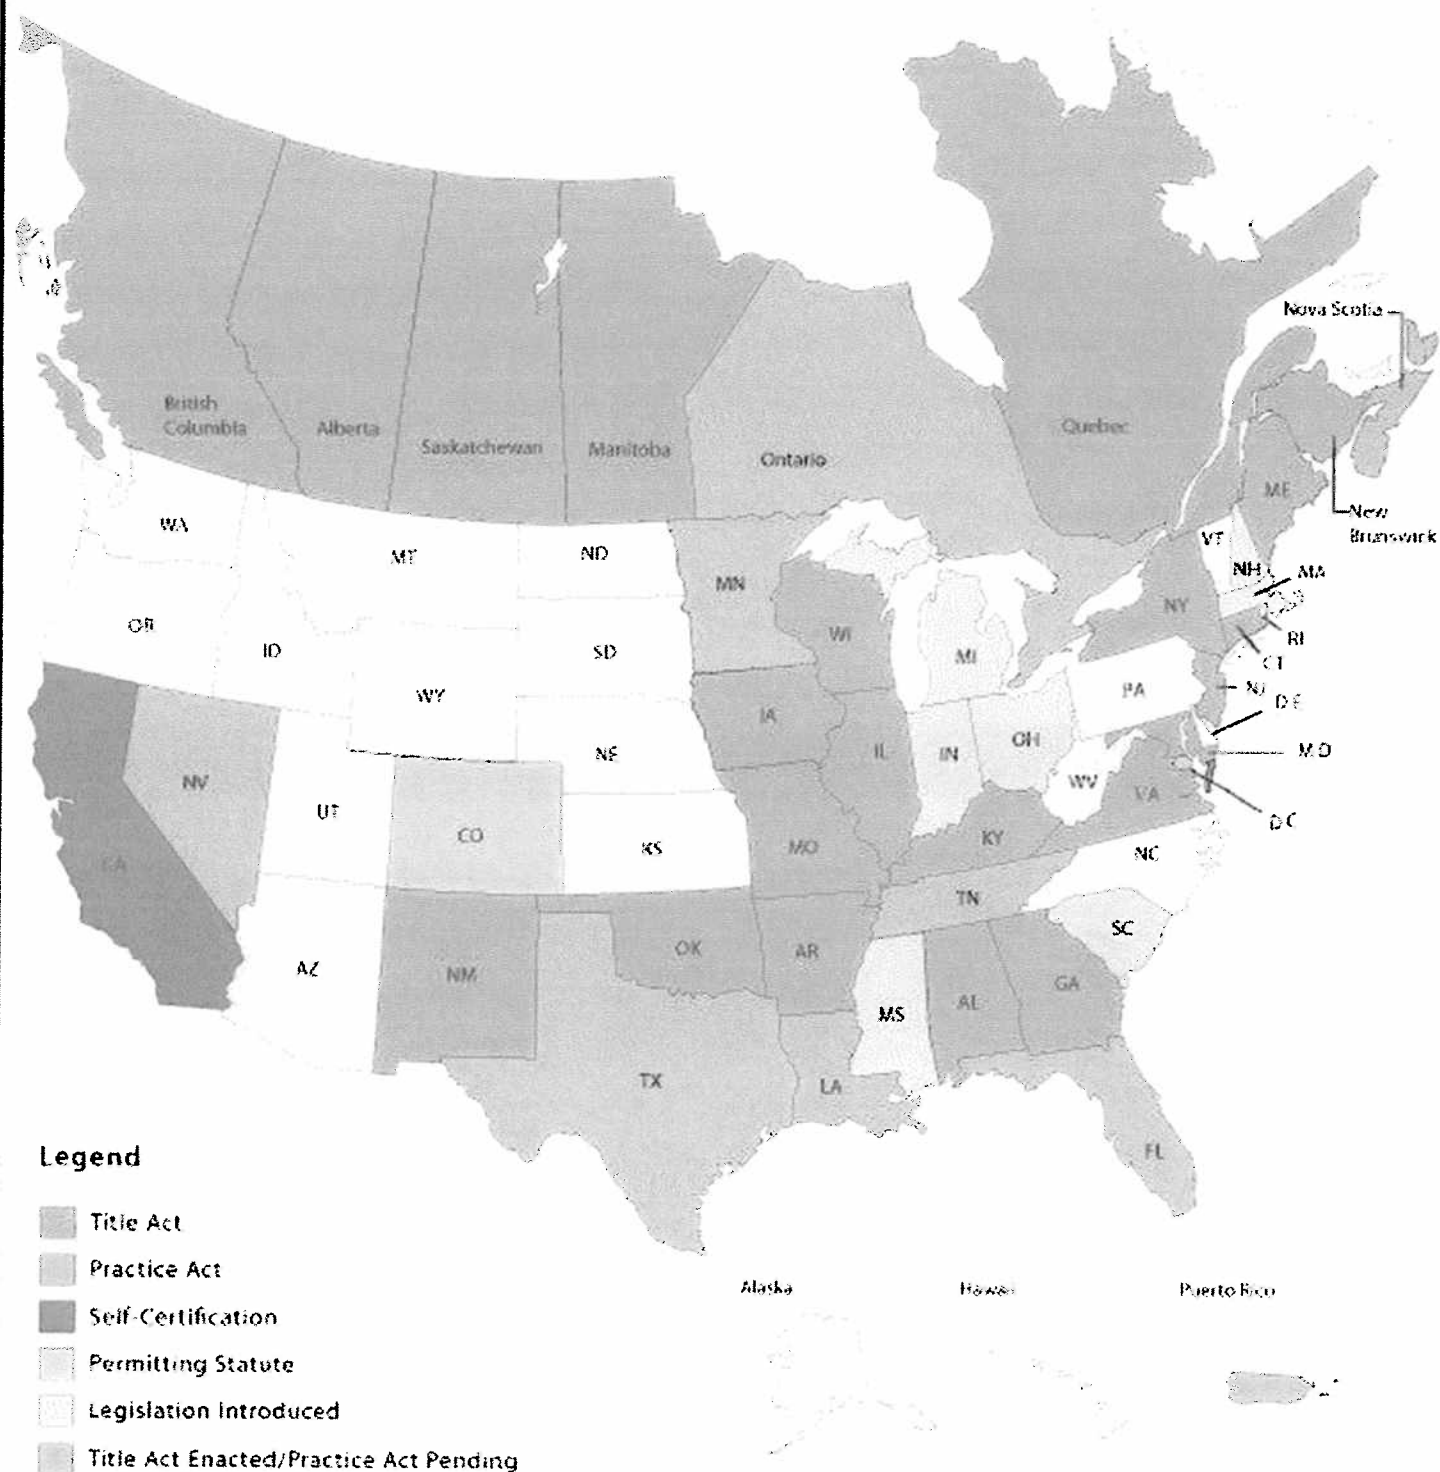 Nova Scotia
British
Columbia
Alberta
Saskatchewan
Manitoba
Ontario
Quebec
ME
New
Brunswick
WA
MT
ND
MN
VT
NH
MA
OR
ID
SD
WI
NY
RI
CT
WY
MI
PA
NJ
DE
IA
NE
IL
IN
OH
MD
NV
UT
CO
KS
MO
WV
VA
DC
CA
KY
NC
TN
AZ
NM
OK
AR
SC
MS
AL
GA
TX
LA
FL
Legend
Title Act
Practice Act
Self-Certification
Permitting Statute
Legislation Introduced
Title Act Enacted/Practice Act Pending
Alaska
Hawaii
Puerto Rico